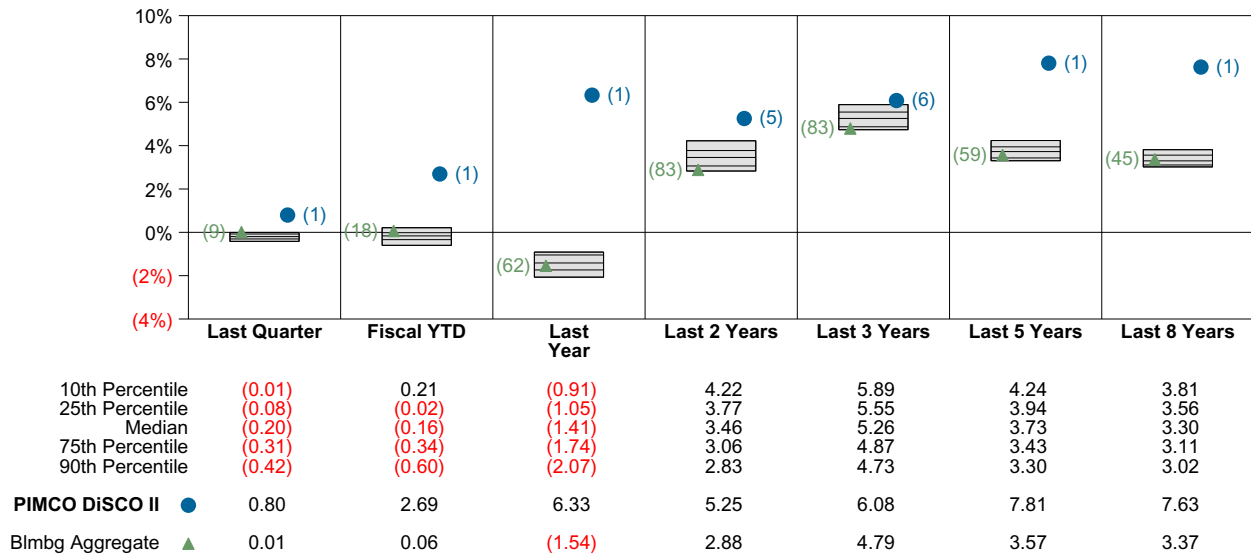 10%
8%
6%
4%
2%
0%
(2%)
(4%)
(9) (1)
(18) (1)
(62) (1)
(83) (5)
(83) (6)
(59) (1)
(45) (1)
Last Quarter Fiscal YTD Last Year Last 2 Years Last 3 Years Last 5 Years Last 8 Years
10th Percentile (0.01) 0.21 (0.91) 4.22 5.89 4.24 3.81
25th Percentile (0.08) (0.02) (1.05) 3.77 5.55 3.94 3.56
Median (0.20) (0.16) (1.41) 3.46 5.26 3.73 3.30
75th Percentile (0.31) (0.34) (1.74) 3.06 4.87 3.43 3.11
90th Percentile (0.42) (0.60) (2.07) 2.83 4.73 3.30 3.02
PIMCO DiSCO II 0.80 2.69 6.33 5.25 6.08 7.81 7.63
Blmbg Aggregate 0.01 0.06 (1.54) 2.88 4.79 3.57 3.37